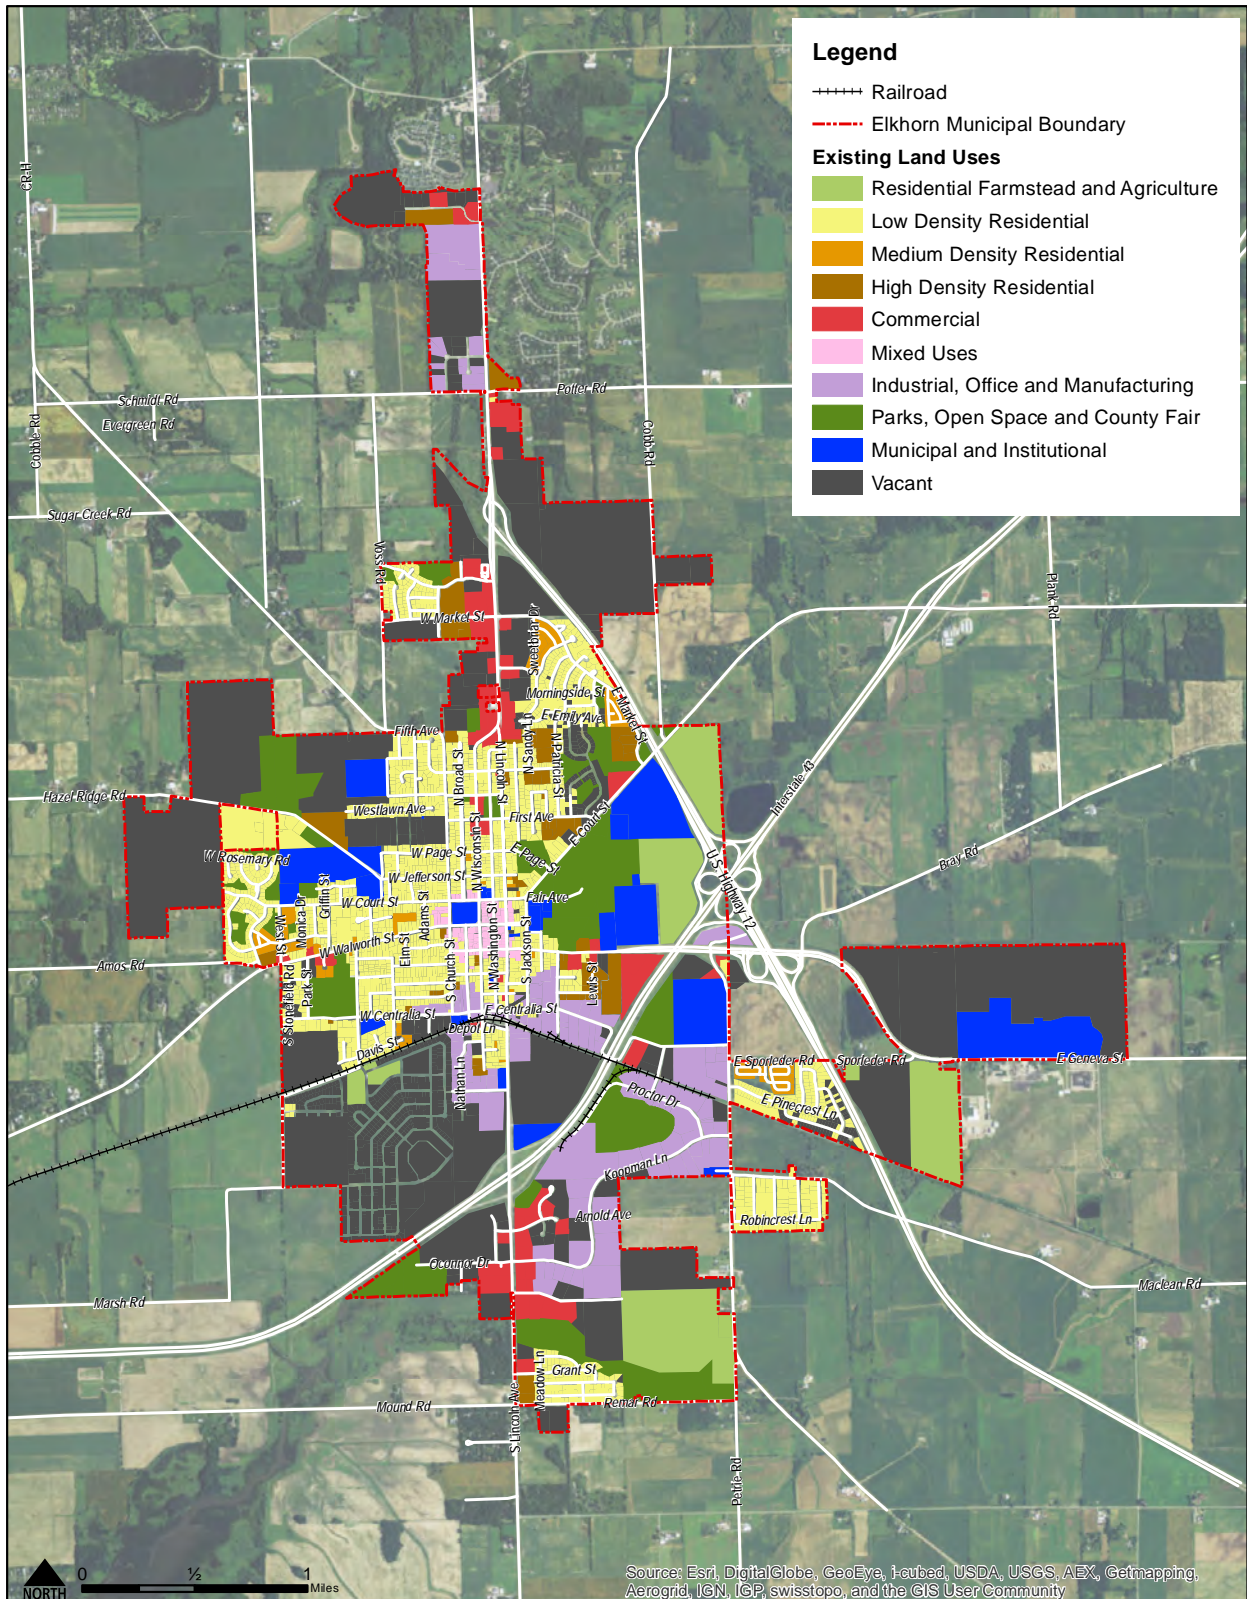 Legend
Railroad
Elkhorn Municipal Boundary
Existing Land Uses
Residential Farmstead and Agriculture
Low Density Residential
Medium Density Residential
High Density Residential
Commercial
Mixed Uses
Industrial, Office and Manufacturing
Parks, Open Space and County Fair
Municipal and Institutional
Vacant
CR-H
Schmidt Rd
Potter Rd
Evergreen Rd
Cobble Rd
Cobb Rd
Sugar Creek Rd
Voss Rd
Plank Rd
W Market St
Sweetbriar Dr
Morningside St
E Market St
E Emily Ave
Fifth Ave
N Broad St
N Lincoln St
N Sandy Ln
N Patricia St
Interstate 43
Hazel Ridge Rd
Westlawn Ave
First Ave
E Court St
W Page St
N Wisconsin St
E Page St
W Rosemary Rd
W Jefferson St
U.S. Highway 12
Bray Rd
Griffin St
W Court St
Adams St
Fair Ave
Monica Dr
West St
W Walworth St
Elm St
S Church St
N Washington St
S Jackson St
Amos Rd
Park St
S Stonefield Rd
Lewis St
W Centralia St
E Centralia St
Depot Ln
Davis St
E Sporleder Rd
Sporleder Rd
E Geneva St
Nathan Ln
Proctor Dr
E Pinecrest Ln
Koopman Ln
Robincrest Ln
Arnold Ave
Oconnor Dr
Marsh Rd
Maclean Rd
Meadow Ln
Grant St
Mound Rd
S Lincoln Ave
Remar Rd
Petrie Rd
NORTH
0 ½ 1
Miles
Source: Esri, DigitalGlobe, GeoEye, i-cubed, USDA, USGS, AEX, Getmapping,
Aerogrid, IGN, IGP, swisstopo, and the GIS User Community